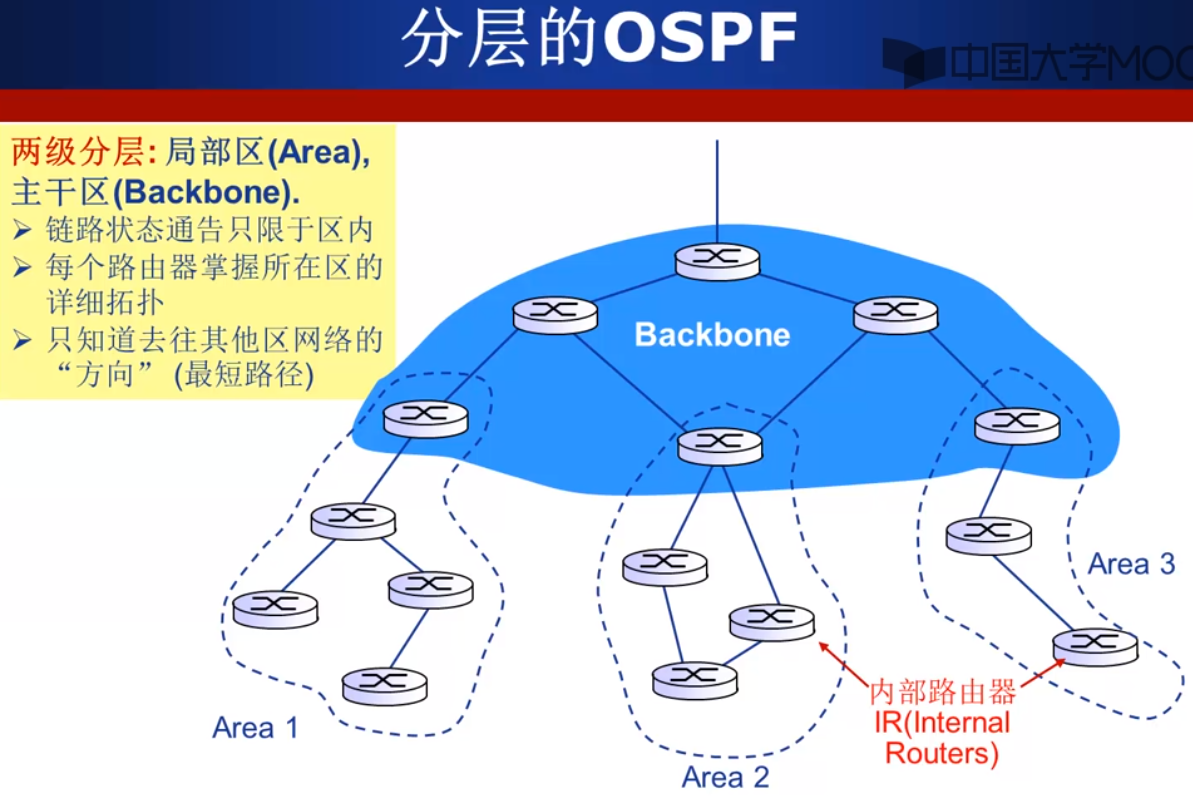 分层的OSPF
中国大学MOO
两级分层: 局部区(Area),
主干区(Backbone).
➢ 链路状态通告只限于区内
➢ 每个路由器掌握所在区的
详细拓扑
➢ 只知道去往其他区网络的
“方向” (最短路径)
Backbone
Area 3
内部路由器
IR(Internal
Routers)
Area 1
Area 2